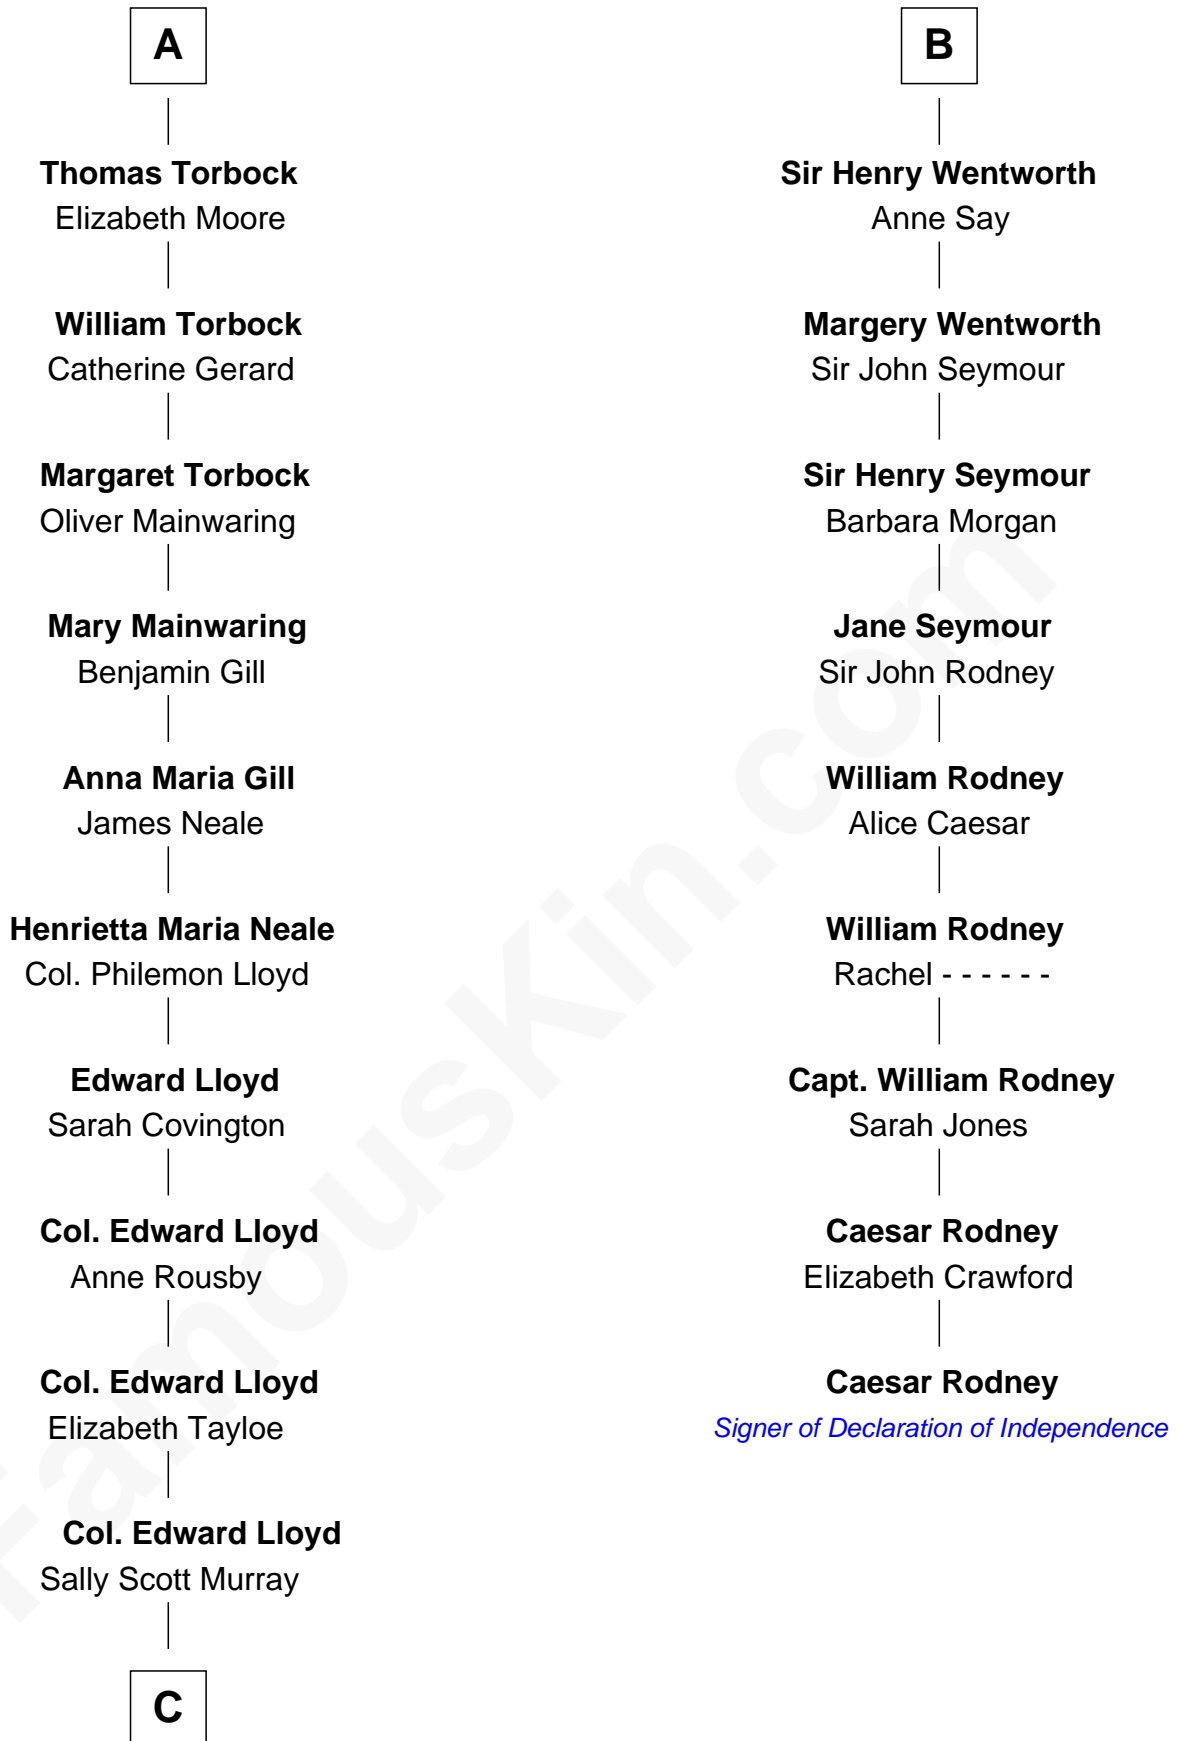 A
Thomas Torbock
Elizabeth Moore
William Torbock
Catherine Gerard
Margaret Torbock
Oliver Mainwaring
Mary Mainwaring
Benjamin Gill
Anna Maria Gill
James Neale
Henrietta Maria Neale
Col. Philemon Lloyd
Edward Lloyd
Sarah Covington
Col. Edward Lloyd
Anne Rousby
Col. Edward Lloyd
Elizabeth Tayloe
Col. Edward Lloyd
Sally Scott Murray
C
B
Sir Henry Wentworth
Anne Say
Margery Wentworth
Sir John Seymour
Sir Henry Seymour
Barbara Morgan
Jane Seymour
Sir John Rodney
William Rodney
Alice Caesar
William Rodney
Rachel - - - - - -
Capt. William Rodney
Sarah Jones
Caesar Rodney
Elizabeth Crawford
Caesar Rodney
Signer of Declaration of Independence
FamousKin.com